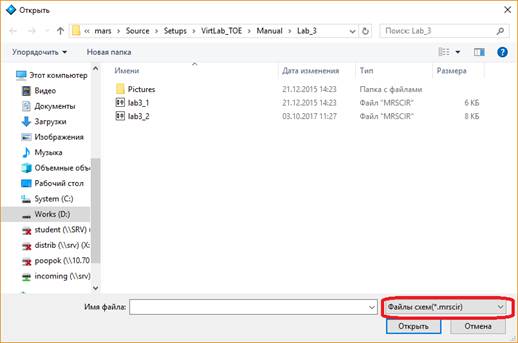 Открыть
« mars › Source › Setups › VirtLab_TOE › Manual › Lab_3
Поиск: Lab_3
Упорядочить
Новая папка
Этот компьютер
Видео
Документы
Загрузки
Изображения
Музыка
Объемные объ
Рабочий стол
System (C:)
Works (D:)
student (\\SRV) (
distrib (\\srv) (X:
poopok (\\10.70
incoming (\\srv/
Имя Дата изменения Тип Размер
Pictures 21.12.2015 14:23 Папка с файлами
lab3_1 21.12.2015 14:23 Файл "MRSCIR" 6 КБ
lab3_2 03.10.2017 11:27 Файл "MRSCIR" 8 КБ
Имя файла:
Файлы схем(*.mrscir)
Открыть
Отмена